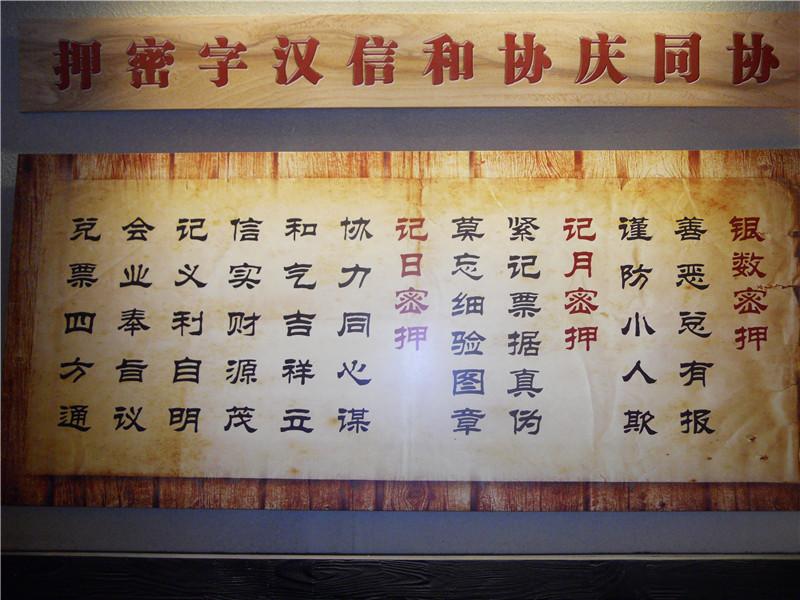 协同庆协和信汉字密押
银数密押
善恶总有报
谨防小人欺
记月密押
紧记票据真伪
莫忘细验图章
记日密押
协力同心谋
和气吉祥立
信实财源茂
记义利自明
会业奉旨议
兑票四方通